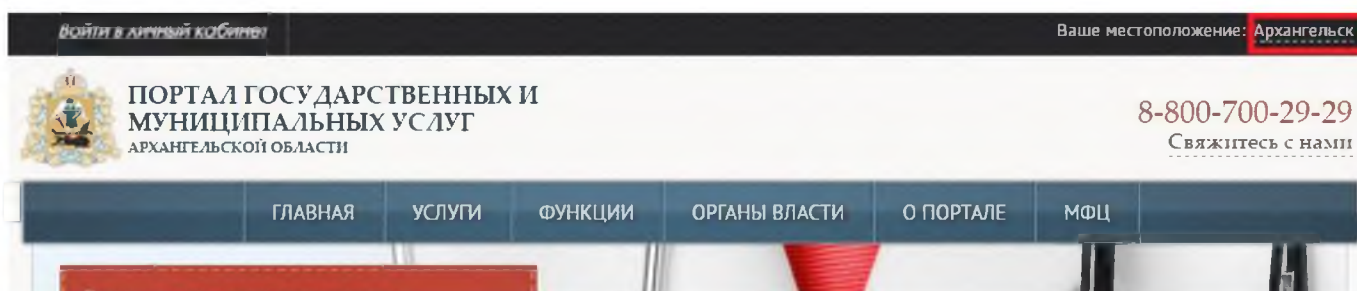 Войти в личный кабинет
Ваше местоположение: Архангельск
ПОРТАЛ ГОСУДАРСТВЕННЫХ И
МУНИЦИПАЛЬНЫХ УСЛУГ
АРХАНГЕЛЬСКОЙ ОБЛАСТИ
8-800-700-29-29
Свяжитесь с нами
ГЛАВНАЯ УСЛУГИ ФУНКЦИИ ОРГАНЫ ВЛАСТИ О ПОРТАЛЕ МФЦ